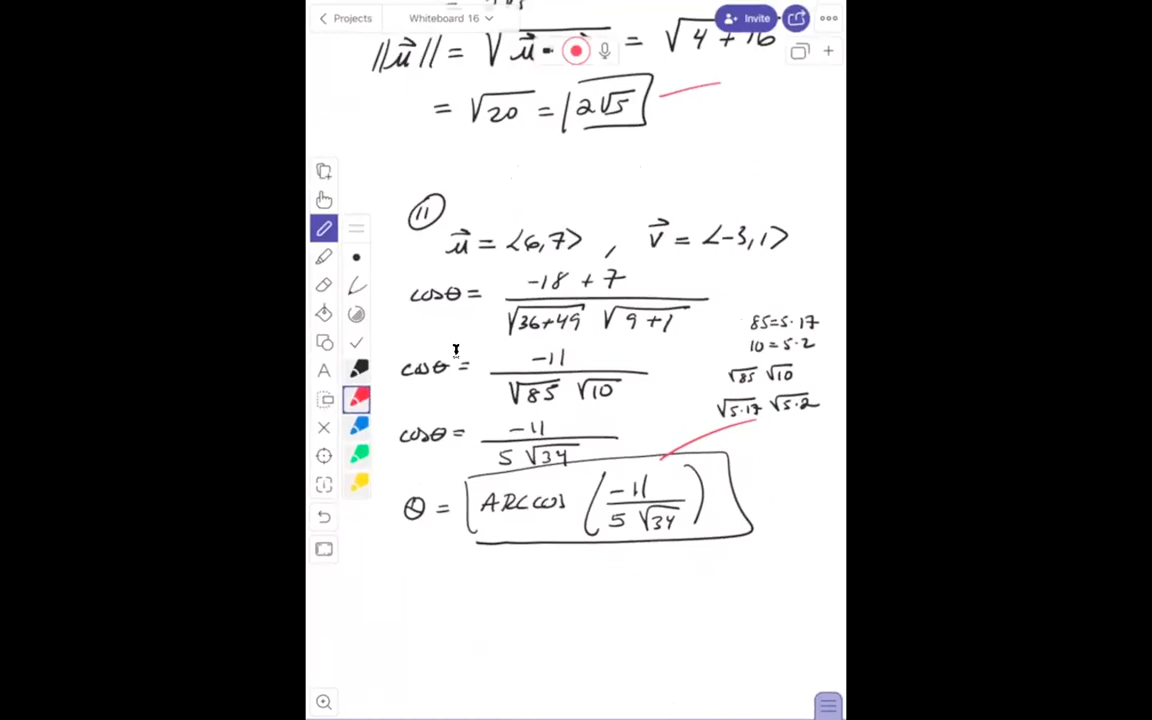 Projects
Whiteboard 16
Invite
‖u⃗‖ = √u⃗ = √4+16
= √20 = 2√5
11
u⃗ = <6,7> , v⃗ = <-3,1>
cosθ = (-18 + 7)/(√36+49 √9+1)
85=5·17
10=5·2
cosθ = -11/(√85 √10)
√85 √10
√5·17 √5·2
cosθ = -11/(5√34)
θ = ARCCOS (-11/(5√34))
A